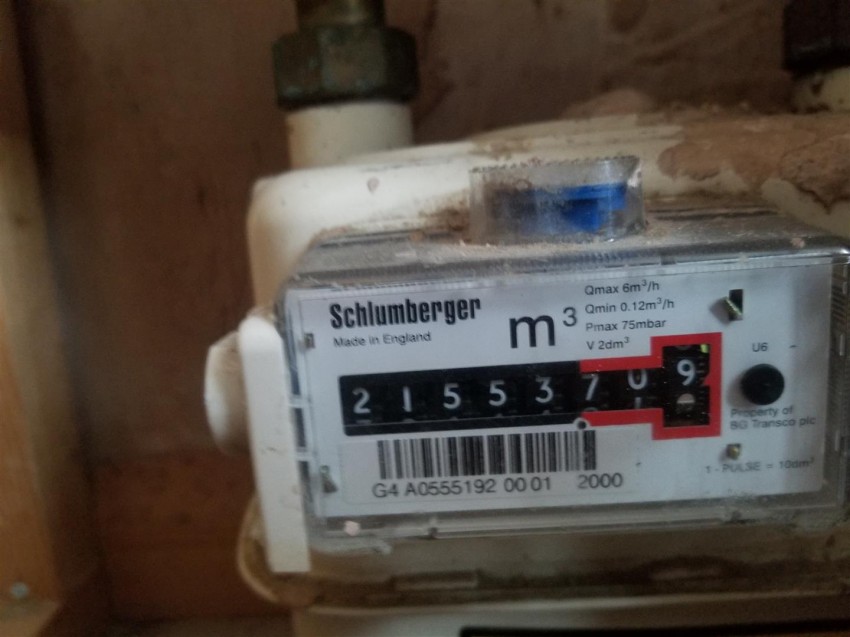 Schlumberger
Made in England
m³
Qmax 6m³/h
Qmin 0.12m³/h
Pmax 75mbar
V 2dm³
U6
2 1 5 5 3 7 0 9
Property of
BG Transco plc
G4 A0555192 00 01 2000
1 - PULSE = 10dm³